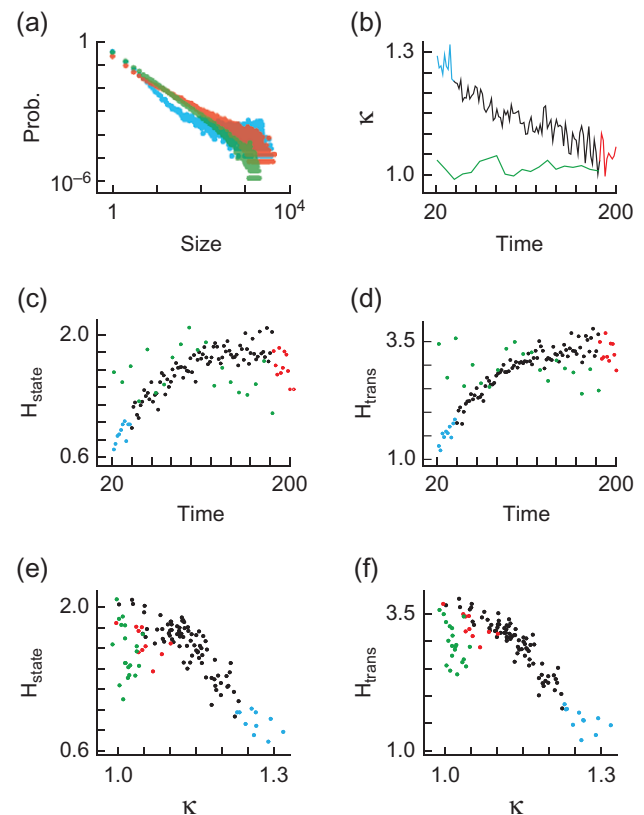 (a)
1
Prob.
10⁻⁶
1
10⁴
Size
(b)
1.3
κ
1.0
20
200
Time
(c)
2.0
H_state
0.6
20
200
Time
(d)
3.5
H_trans
1.0
20
200
Time
(e)
2.0
H_state
0.6
1.0
1.3
κ
(f)
3.5
H_trans
1.0
1.0
1.3
κ